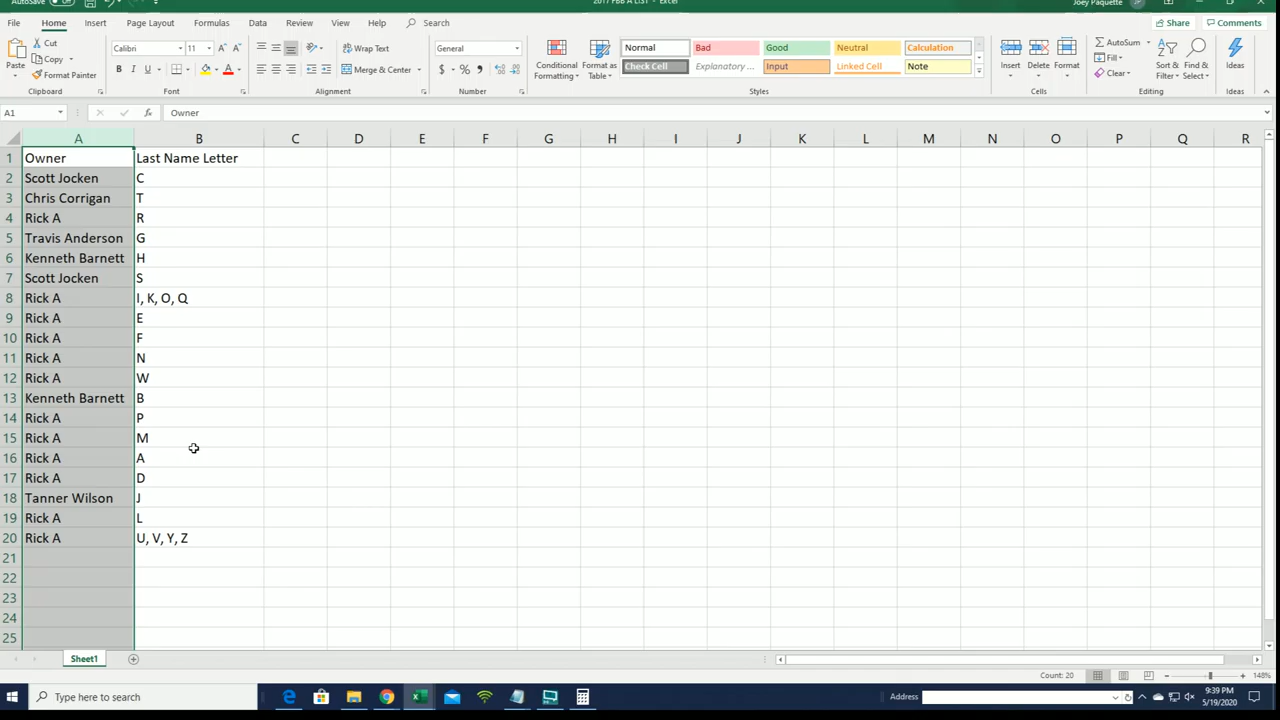 AutoSave Off 2017 FBB A LIST - Excel Joey Paquette JP
File Home Insert Page Layout Formulas Data Review View Help Search Share Comments
Paste Cut Copy Format Painter
Calibri 11 Wrap Text General Normal Bad Good Neutral Calculation
B I U A Merge & Center $ % Check Cell Explanatory ... Input Linked Cell Note
Conditional Formatting Format as Table Insert Delete Format
AutoSum Fill Clear Sort & Filter Find & Select Ideas
Clipboard Font Alignment Number Styles Cells Editing Ideas
A1 fx Owner
A B C D E F G H I J K L M N O P Q R
1 Owner Last Name Letter
2 Scott Jocken C
3 Chris Corrigan T
4 Rick A R
5 Travis Anderson G
6 Kenneth Barnett H
7 Scott Jocken S
8 Rick A I, K, O, Q
9 Rick A E
10 Rick A F
11 Rick A N
12 Rick A W
13 Kenneth Barnett B
14 Rick A P
15 Rick A M
16 Rick A A
17 Rick A D
18 Tanner Wilson J
19 Rick A L
20 Rick A U, V, Y, Z
21
22
23
24
25
Sheet1
Count: 20 148%
Type here to search Address 9:39 PM
5/19/2020